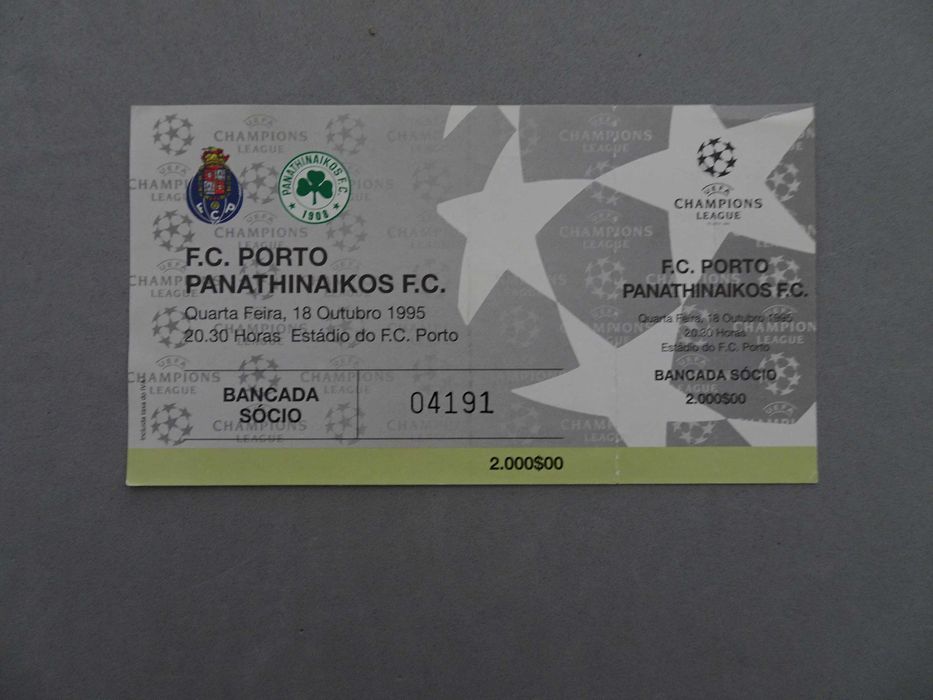 UEFA
CHAMPIONS
LEAGUE
FCP
PANATHINAIKOS F.C.
1908
F.C. PORTO
PANATHINAIKOS F.C.
Quarta Feira, 18 Outubro 1995
20.30 Horas Estádio do F.C. Porto
BANCADA
SÓCIO
04191
2.000$00
UEFA
CHAMPIONS
LEAGUE
F.C. PORTO
PANATHINAIKOS F.C.
Quarta Feira, 18 Outubro 1995
20.30 Horas
Estádio do F.C. Porto
BANCADA SÓCIO
2.000$00